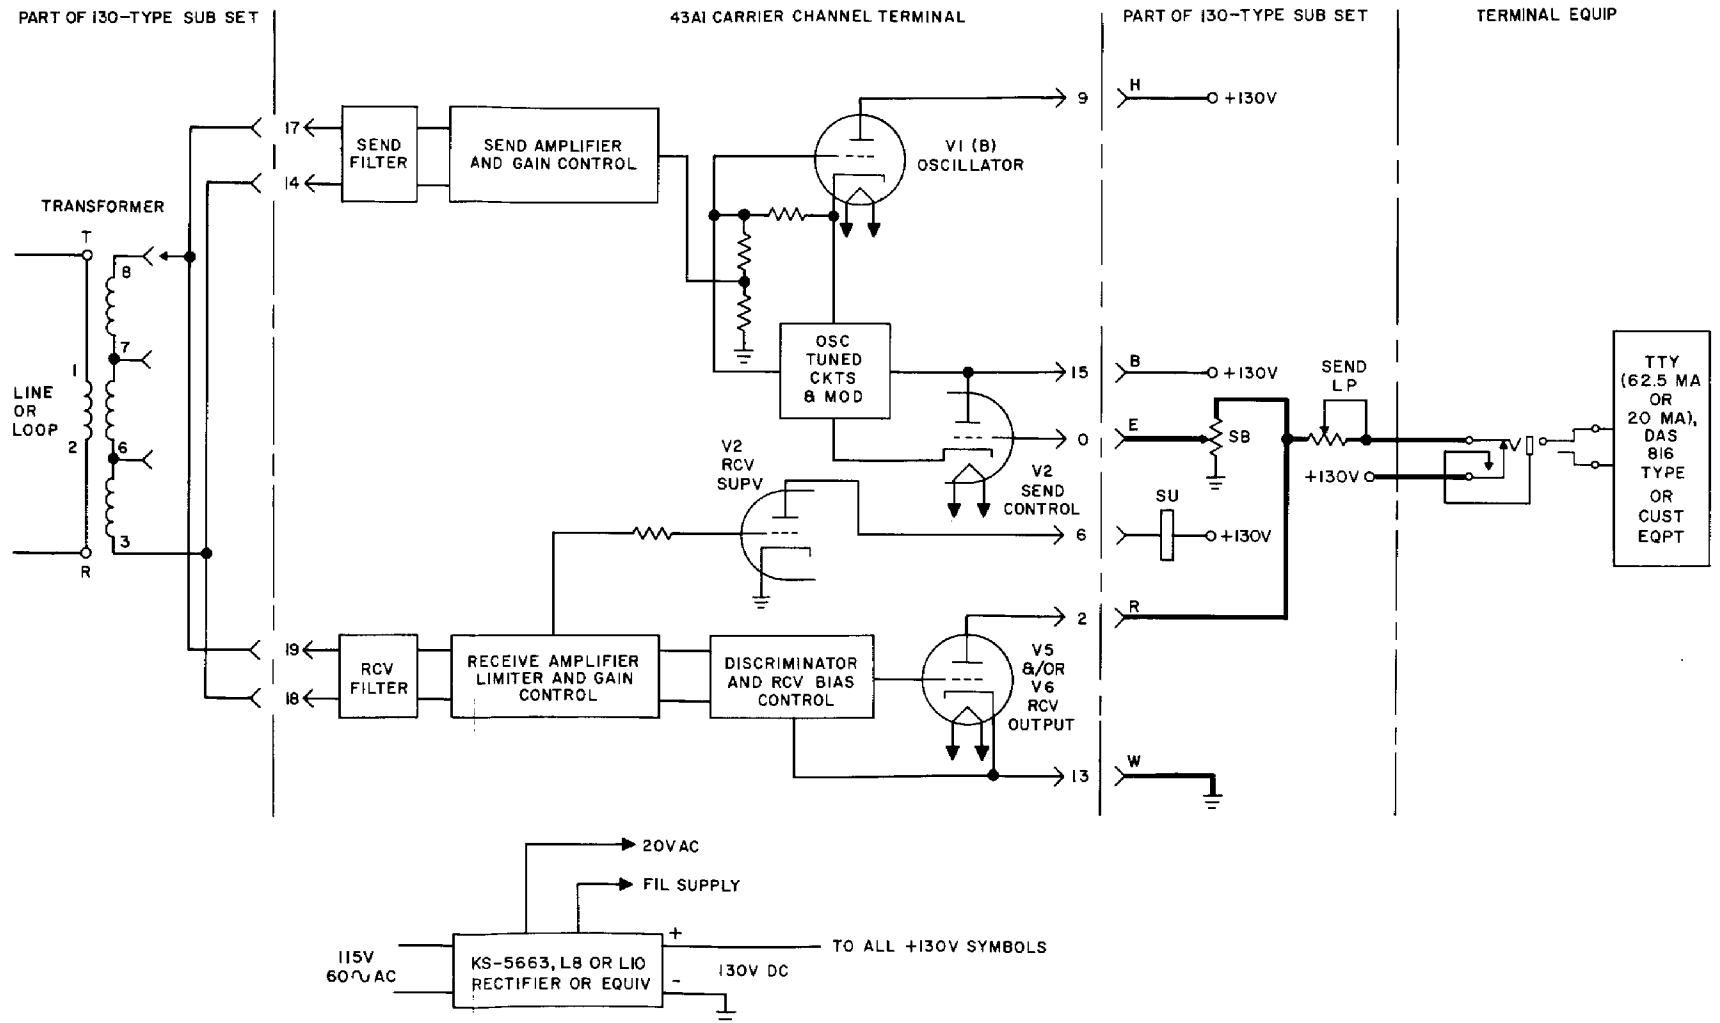 PART OF 130-TYPE SUB SET
43A1 CARRIER CHANNEL TERMINAL
PART OF 130-TYPE SUB SET
TERMINAL EQUIP
9
H
+130V
17
SEND
FILTER
SEND AMPLIFIER
AND GAIN CONTROL
V1 (B)
OSCILLATOR
14
TRANSFORMER
T
8
7
1
LINE
OR
LOOP
2
6
3
R
OSC
TUNED
CKTS
& MOD
15
B
+130V
SEND
LP
0
E
SB
+130V
TTY
(62.5 MA
OR
20 MA),
DAS
816
TYPE
OR
CUST
EQPT
V2
RCV
SUPV
V2
SEND
CONTROL
6
SU
+130V
2
R
19
RCV
FILTER
RECEIVE AMPLIFIER
LIMITER AND GAIN
CONTROL
DISCRIMINATOR
AND RCV BIAS
CONTROL
V5
&/OR
V6
RCV
OUTPUT
18
13
W
20VAC
FIL SUPPLY
115V
60∿AC
KS-5663, L8 OR L10
RECTIFIER OR EQUIV
+
130V DC
-
TO ALL +130V SYMBOLS